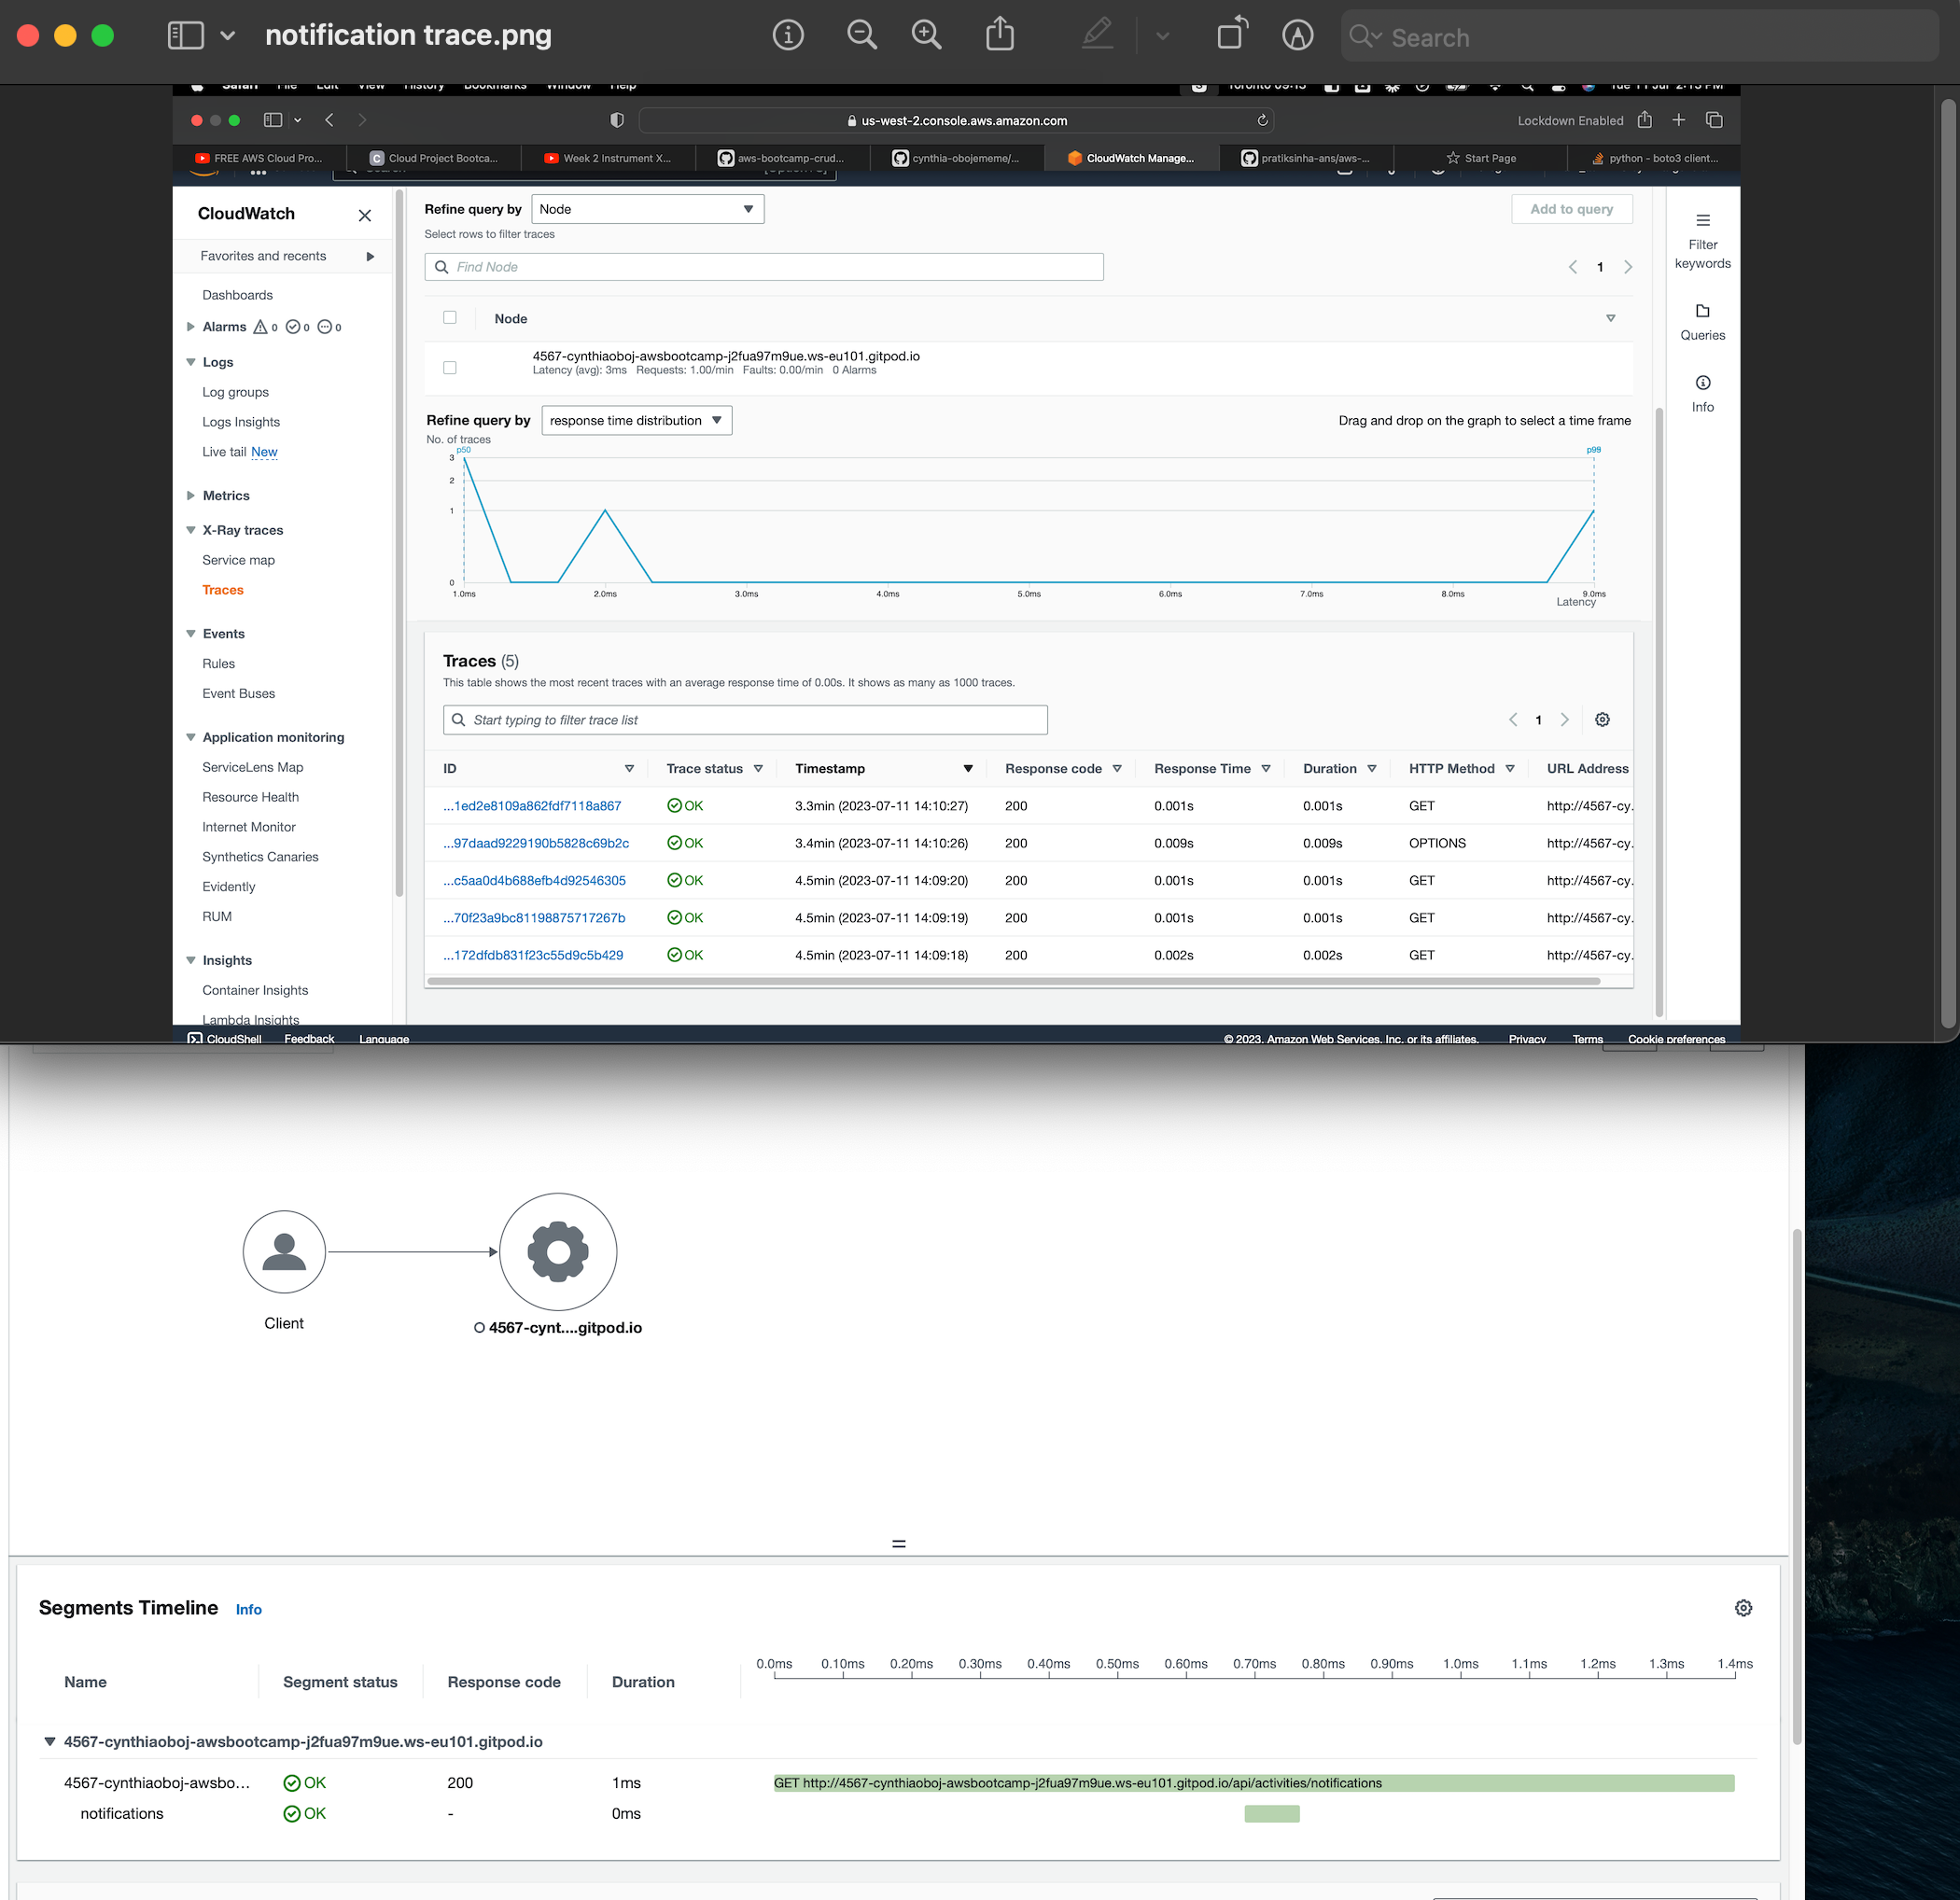 notification trace.png
Search
Safari File Edit View History Bookmarks Window Help
Toronto 09:13
Tue 11 Jul 2:13 PM
us-west-2.console.aws.amazon.com
Lockdown Enabled
FREE AWS Cloud Pro...
Cloud Project Bootca...
Week 2 Instrument X...
aws-bootcamp-crud...
cynthia-obojememe/...
CloudWatch Manage...
pratiksinha-ans/aws-...
Start Page
python - boto3 client...
CloudWatch
Favorites and recents
Dashboards
Alarms 0 0 0
Logs
Log groups
Logs Insights
Live tail New
Metrics
X-Ray traces
Service map
Traces
Events
Rules
Event Buses
Application monitoring
ServiceLens Map
Resource Health
Internet Monitor
Synthetics Canaries
Evidently
RUM
Insights
Container Insights
Lambda Insights
Refine query by Node
Add to query
Select rows to filter traces
Find Node
1
Node
4567-cynthiaoboj-awsbootcamp-j2fua97m9ue.ws-eu101.gitpod.io
Latency (avg): 3ms Requests: 1.00/min Faults: 0.00/min 0 Alarms
Refine query by response time distribution
Drag and drop on the graph to select a time frame
No. of traces
p50
p99
3
2
1
0
1.0ms 2.0ms 3.0ms 4.0ms 5.0ms 6.0ms 7.0ms 8.0ms 9.0ms
Latency
Traces (5)
This table shows the most recent traces with an average response time of 0.00s. It shows as many as 1000 traces.
Start typing to filter trace list
1
ID Trace status Timestamp Response code Response Time Duration HTTP Method URL Address
...1ed2e8109a862fdf7118a867 OK 3.3min (2023-07-11 14:10:27) 200 0.001s 0.001s GET http://4567-cy.
...97daad9229190b5828c69b2c OK 3.4min (2023-07-11 14:10:26) 200 0.009s 0.009s OPTIONS http://4567-cy.
...c5aa0d4b688efb4d92546305 OK 4.5min (2023-07-11 14:09:20) 200 0.001s 0.001s GET http://4567-cy.
...70f23a9bc81198875717267b OK 4.5min (2023-07-11 14:09:19) 200 0.001s 0.001s GET http://4567-cy.
...172dfdb831f23c55d9c5b429 OK 4.5min (2023-07-11 14:09:18) 200 0.002s 0.002s GET http://4567-cy.
Filter
keywords
Queries
Info
CloudShell Feedback Language
© 2023, Amazon Web Services, Inc. or its affiliates. Privacy Terms Cookie preferences
Client
4567-cynt....gitpod.io
Segments Timeline Info
Name Segment status Response code Duration
0.0ms 0.10ms 0.20ms 0.30ms 0.40ms 0.50ms 0.60ms 0.70ms 0.80ms 0.90ms 1.0ms 1.1ms 1.2ms 1.3ms 1.4ms
4567-cynthiaoboj-awsbootcamp-j2fua97m9ue.ws-eu101.gitpod.io
4567-cynthiaoboj-awsbo... OK 200 1ms GET http://4567-cynthiaoboj-awsbootcamp-j2fua97m9ue.ws-eu101.gitpod.io/api/activities/notifications
notifications OK - 0ms